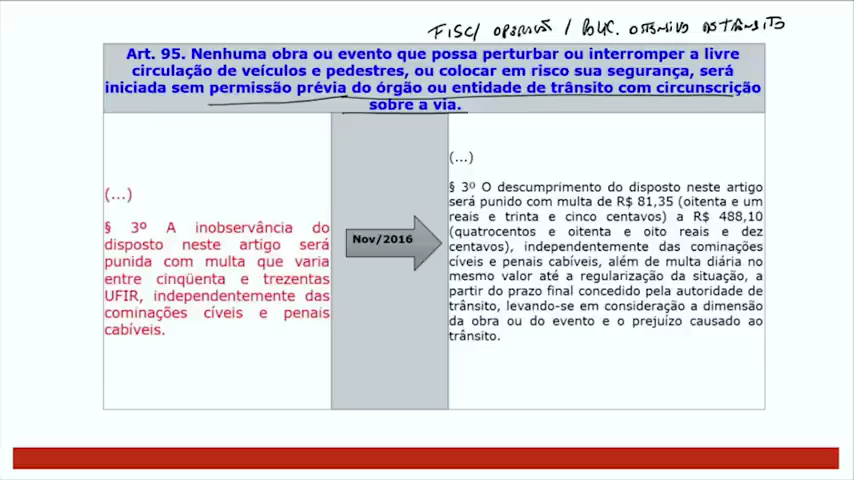 FISC/ OPERAÇÃO / POLIC. OSTENSIVO DE TRÂNSITO
Art. 95. Nenhuma obra ou evento que possa perturbar ou interromper a livre
circulação de veículos e pedestres, ou colocar em risco sua segurança, será
iniciada sem permissão prévia do órgão ou entidade de trânsito com circunscrição
sobre a via.
(...)
§ 3º A inobservância do
disposto neste artigo será
punida com multa que varia
entre cinqüenta e trezentas
UFIR, independentemente das
cominações cíveis e penais
cabíveis.
Nov/2016
(...)
§ 3º O descumprimento do disposto neste artigo
será punido com multa de R$ 81,35 (oitenta e um
reais e trinta e cinco centavos) a R$ 488,10
(quatrocentos e oitenta e oito reais e dez
centavos), independentemente das cominações
cíveis e penais cabíveis, além de multa diária no
mesmo valor até a regularização da situação, a
partir do prazo final concedido pela autoridade de
trânsito, levando-se em consideração a dimensão
da obra ou do evento e o prejuízo causado ao
trânsito.